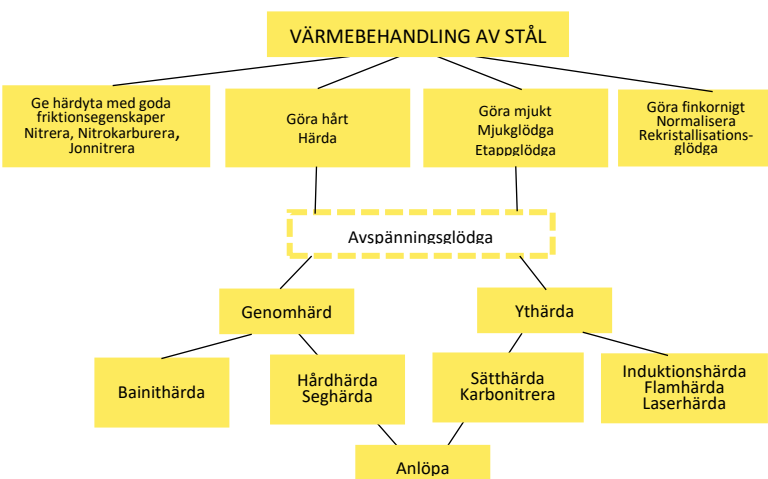 VÄRMEBEHANDLING AV STÅL
Ge härdyta med goda
friktionsegenskaper
Nitrera, Nitrokarburera,
Jonnitrera
Göra hårt
Härda
Göra mjukt
Mjukglödga
Etappglödga
Göra finkornigt
Normalisera
Rekristallisations-
glödga
Avspänningsglödga
Genomhärd
Ythärda
Bainithärda
Hårdhärda
Seghärda
Sätthärda
Karbonitrera
Induktionshärda
Flamhärda
Laserhärda
Anlöpa